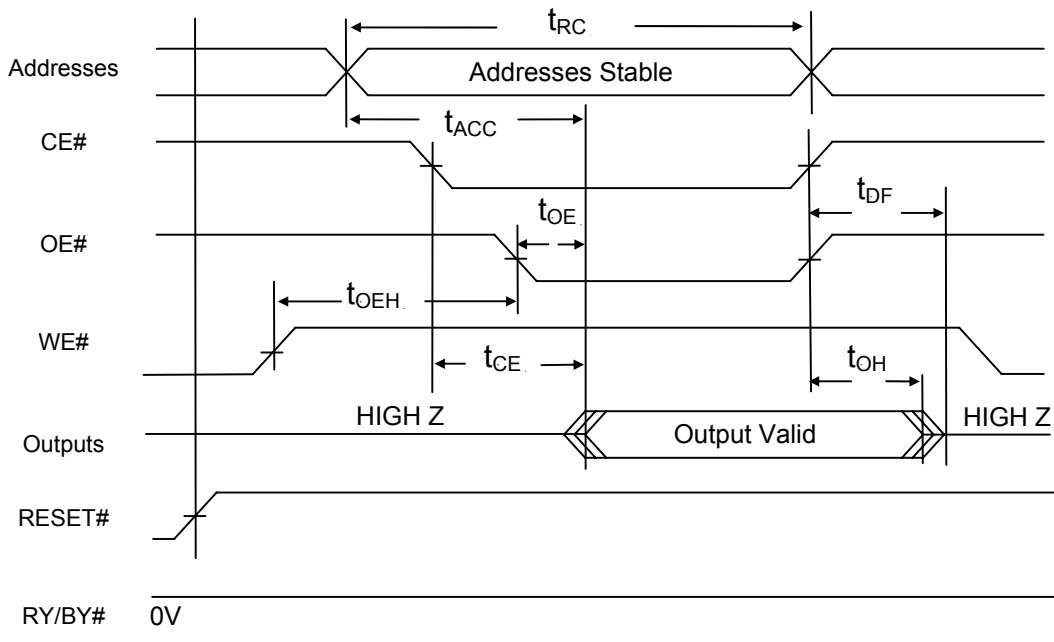 tRC
Addresses
Addresses Stable
tACC
CE#
tDF
tOE
OE#
tOEH
WE#
tCE
tOH
HIGH Z
HIGH Z
Outputs
Output Valid
RESET#
RY/BY#
0V